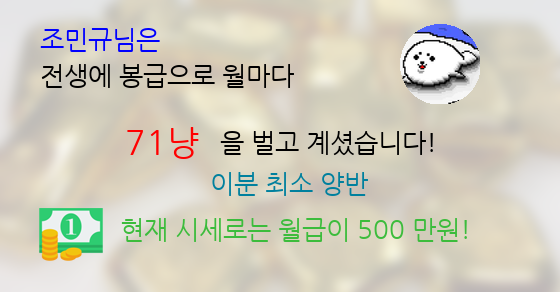 조민규님은
전생에 봉급으로 월마다
71냥 을 벌고 계셨습니다!
이분 최소 양반
1
현재 시세로는 월급이 500 만원!